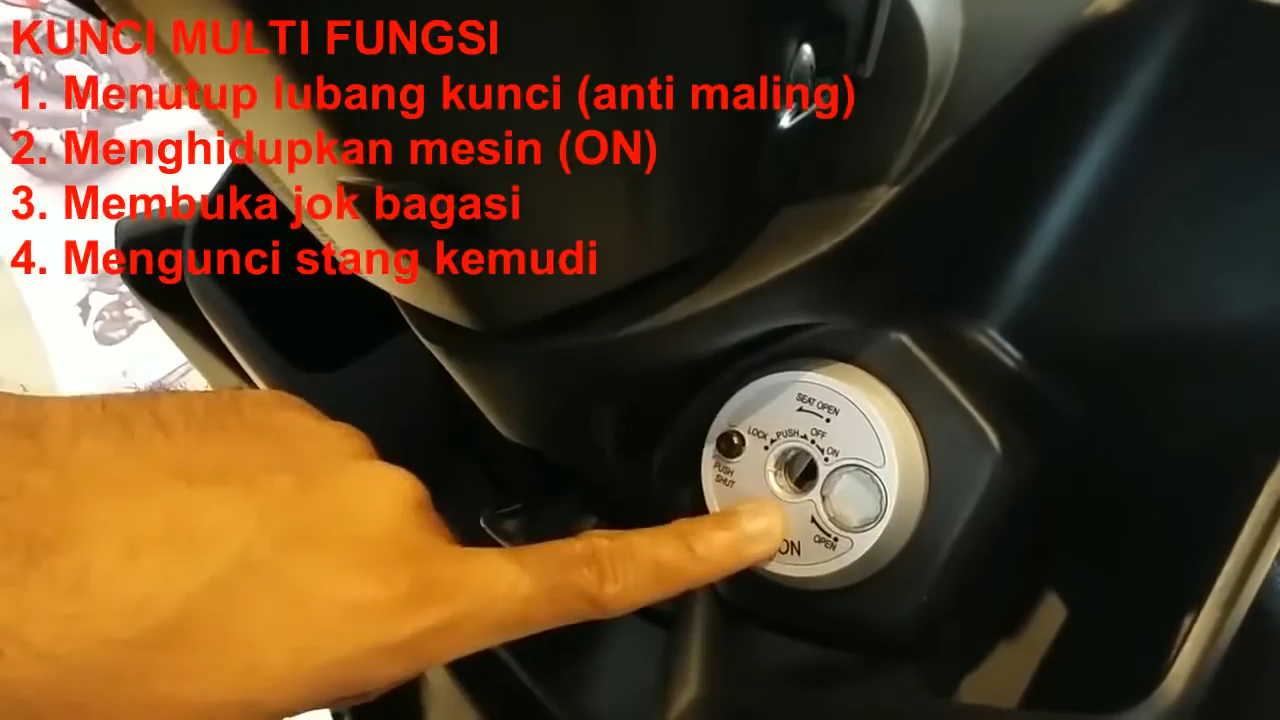 KUNCI MULTI FUNGSI
1. Menutup lubang kunci (anti maling)
2. Menghidupkan mesin (ON)
3. Membuka jok bagasi
4. Mengunci stang kemudi
SEAT OPEN
LOCK PUSH OFF
ON
PUSH
SHUT
OPEN